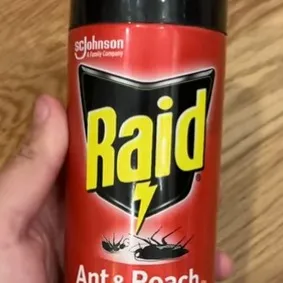 SC Johnson
A Family Company
Raid
Ant & Roach